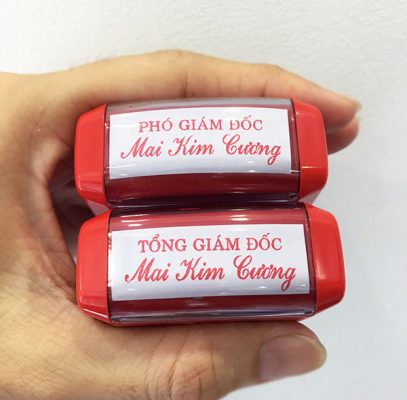 PHÓ GIÁM ĐỐC
Mai Kim Cương
TỔNG GIÁM ĐỐC
Mai Kim Cương